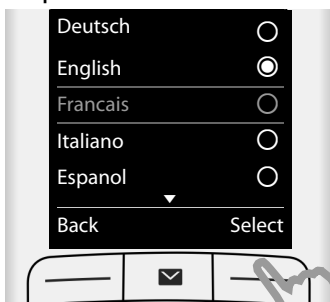 Deutsch
English
Francais
Italiano
Espanol
Back Select